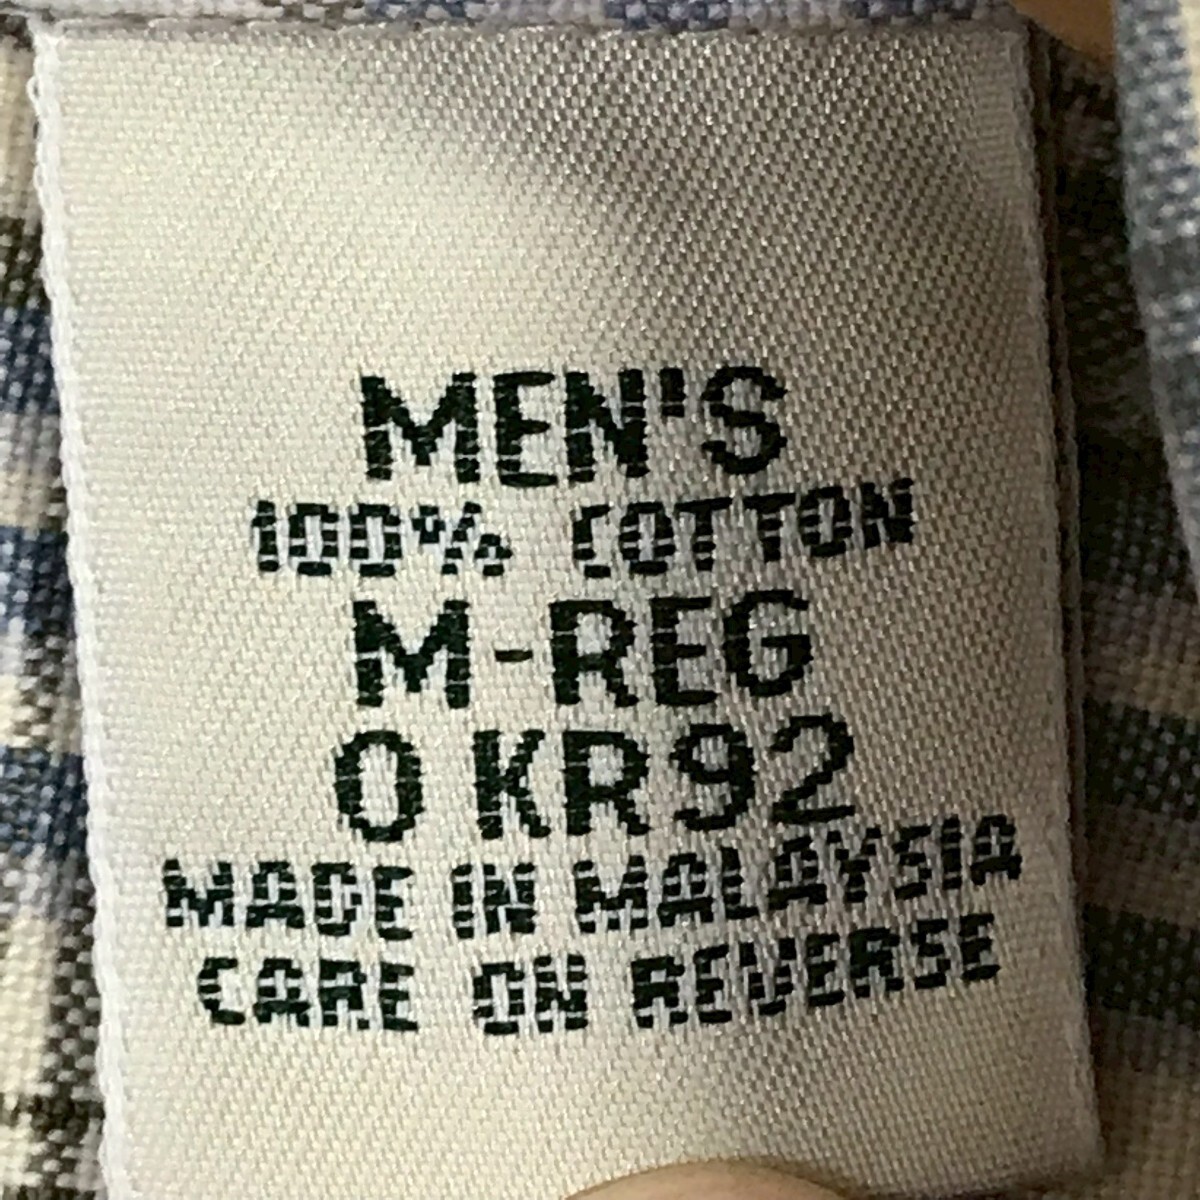 MEN'S
100% COTTON
M-REG
0 KR92
MADE IN MALAYSIA
CARE ON REVERSE